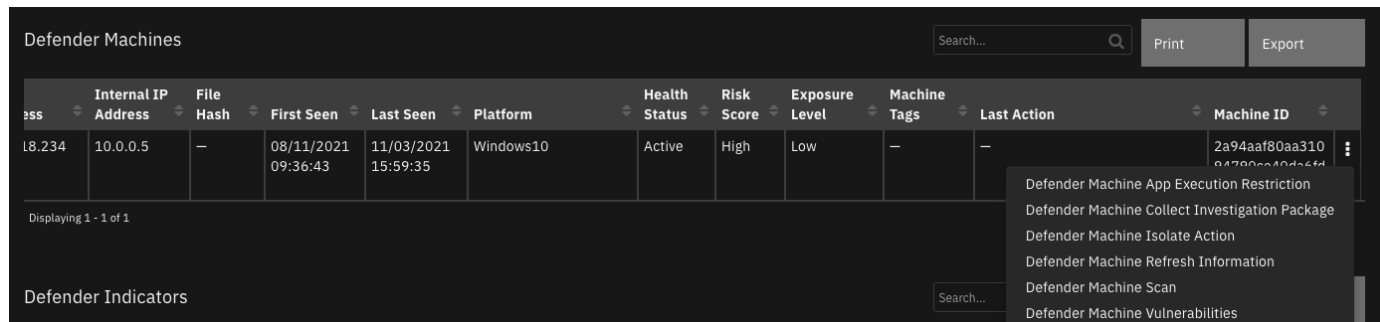 Defender Machines
Search...
Print
Export
ess
Internal IP Address
File Hash
First Seen
Last Seen
Platform
Health Status
Risk Score
Exposure Level
Machine Tags
Last Action
Machine ID
18.234
10.0.0.5
—
08/11/2021 09:36:43
11/03/2021 15:59:35
Windows10
Active
High
Low
—
—
2a94aaf80aa310
Displaying 1 - 1 of 1
Defender Machine App Execution Restriction
Defender Machine Collect Investigation Package
Defender Machine Isolate Action
Defender Machine Refresh Information
Defender Machine Scan
Defender Machine Vulnerabilities
Defender Indicators
Search...